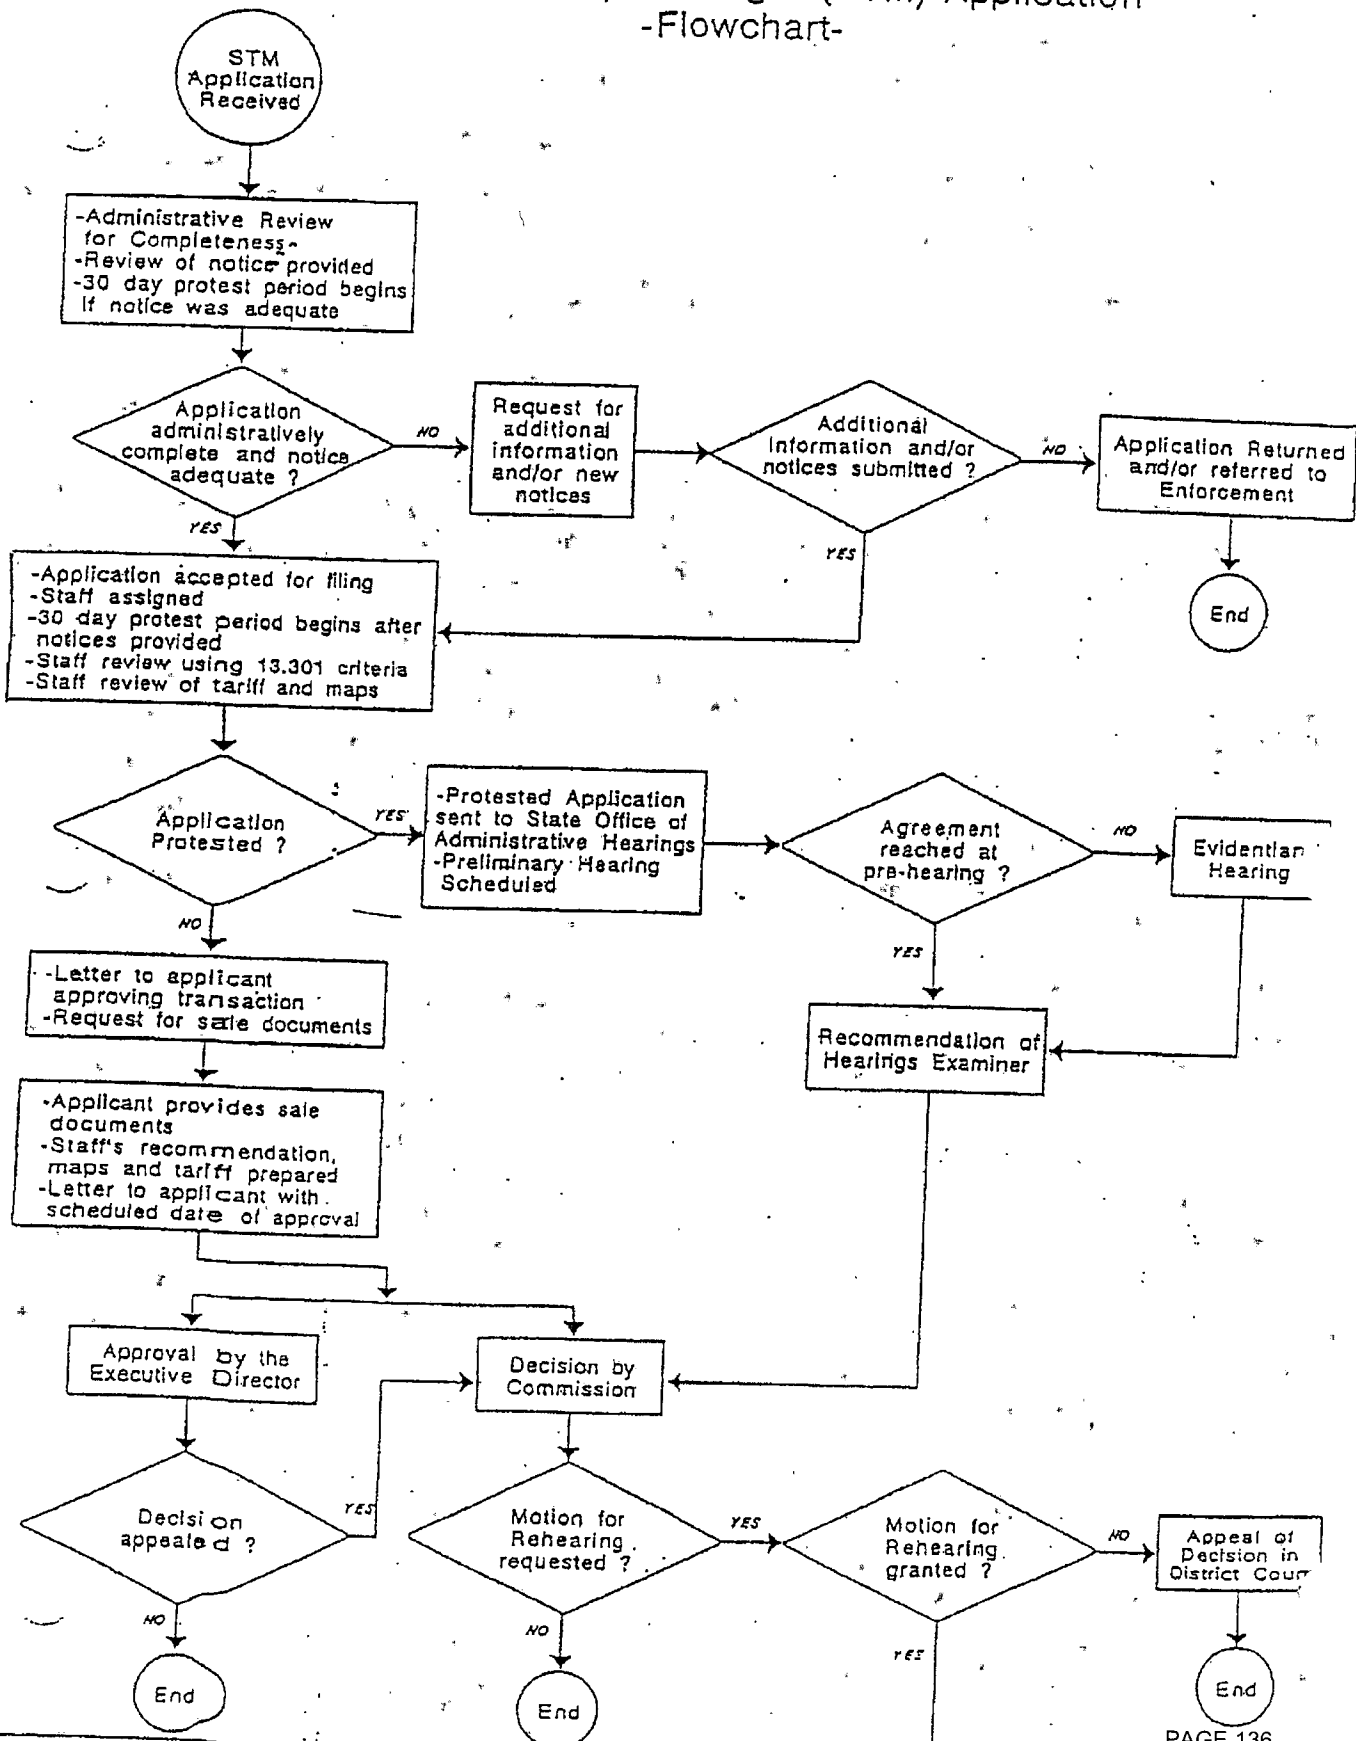 Application
-Flowchart-
STM
Application
Received
-Administrative Review
for Completeness-
-Review of notice provided
-30 day protest period begins
if notice was adequate
Application
administratively
complete and notice
adequate ?
NO
YES
Request for
additional
information
and/or new
notices
Additional
Information and/or
notices submitted ?
NO
YES
Application Returned
and/or referred to
Enforcement
End
-Application accepted for filing
-Staff assigned
-30 day protest period begins after
notices provided
-Staff review using 13.301 criteria
-Staff review of tariff and maps
Application
Protested ?
YES
NO
-Protested Application
sent to State Office of
Administrative Hearings
-Preliminary Hearing
Scheduled
Agreement
reached at
pre-hearing ?
NO
YES
Evidentiar
Hearing
-Letter to applicant
approving transaction
-Request for sale documents
Recommendation of
Hearings Examiner
-Applicant provides sale
documents
-Staff's recommendation,
maps and tariff prepared
-Letter to applicant with
scheduled date of approval
Approval by the
Executive Director
Decision by
Commission
Decision
appealed ?
YES
NO
Motion for
Rehearing
requested ?
YES
NO
Motion for
Rehearing
granted ?
NO
YES
Appeal of
Decision in
District Cour
End
End
End
PAGE 136